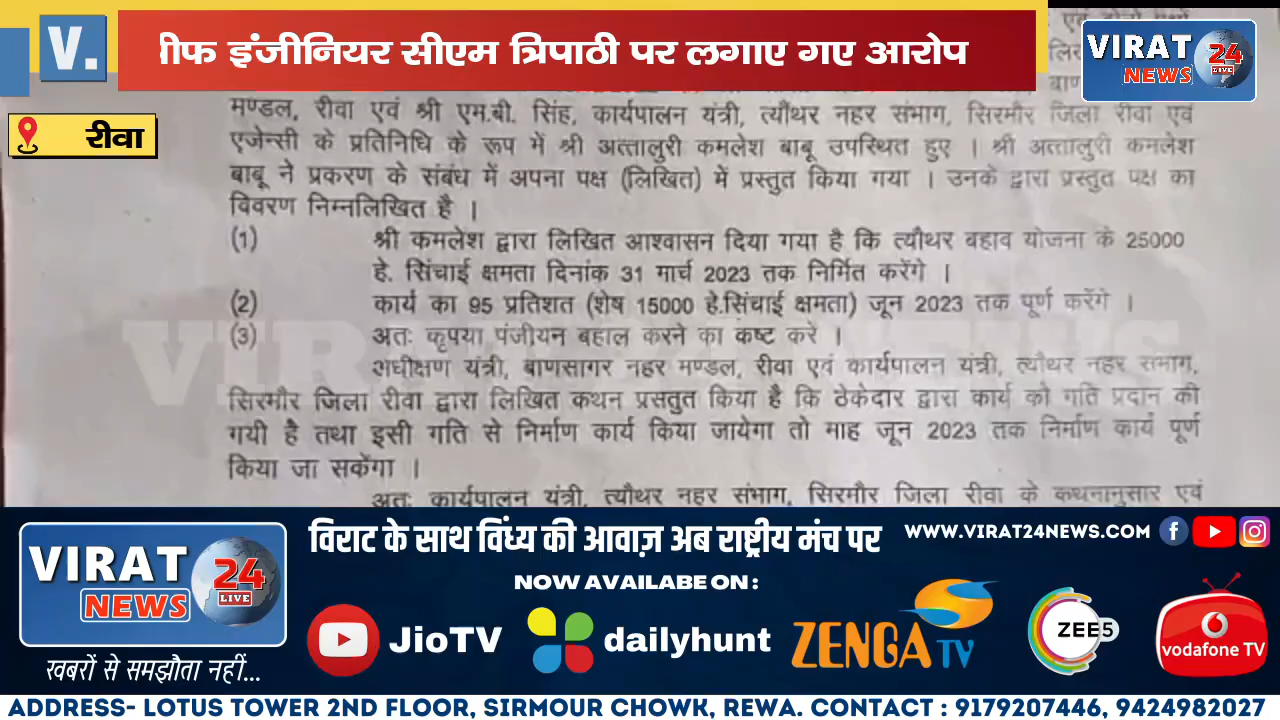 V.
ीफ इंजीनियर सीएम त्रिपाठी पर लगाए गए आरोप
VIRAT 24
NEWS LIVE
रीवा
मण्डल, रीवा एवं श्री एम.बी. सिंह, कार्यपालन यंत्री, त्यौंथर नहर संभाग, सिरमौर जिला रीवा एवं
एजेन्सी के प्रतिनिधि के रूप में श्री अत्तालुरी कमलेश बाबू उपस्थित हुए । श्री अत्तालुरी कमलेश
बाबू ने प्रकरण के संबंध में अपना पक्ष (लिखित) में प्रस्तुत किया गया । उनके द्वारा प्रस्तुत पक्ष का
विवरण निम्नलिखित है ।
(1) श्री कमलेश द्वारा लिखित आश्वासन दिया गया है कि त्यौंथर बहाव योजना के 25000
हे. सिंचाई क्षमता दिनांक 31 मार्च 2023 तक निर्मित करेंगे ।
(2) कार्य का 95 प्रतिशत (शेष 15000 हे.सिंचाई क्षमता) जून 2023 तक पूर्ण करेंगे ।
(3) अतः कृपया पंजीयन बहाल करने का कष्ट करे ।
अधीक्षण यंत्री, बाणसागर नहर मण्डल, रीवा एवं कार्यपालन यंत्री, त्यौथर नहर संभाग,
सिरमौर जिला रीवा द्वारा लिखित कथन प्रसतुत किया है कि ठेकेदार द्वारा कार्य को गति प्रदान की
गयी है तथा इसी गति से निर्माण कार्य किया जायेगा तो माह जून 2023 तक निर्माण कार्य पूर्ण
किया जा सकेंगा ।
अतः कार्यपालन यंत्री, त्यौथर नहर संभाग, सिरमौर जिला रीवा के कथनानुसार एवं
VIRAT 24
NEWS LIVE
खबरों से समझौता नहीं...
विराट के साथ विंध्य की आवाज़ अब राष्ट्रीय मंच पर
WWW.VIRAT24NEWS.COM
NOW AVAILABE ON :
JioTV
dailyhunt
ZENGA TV
ZEE5
vodafone TV
ADDRESS- LOTUS TOWER 2ND FLOOR, SIRMOUR CHOWK, REWA. CONTACT : 9179207446, 9424982027